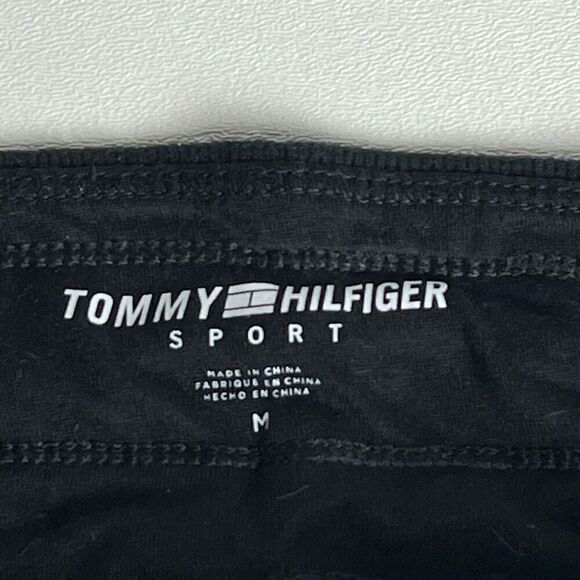 TOMMY HILFIGER
SPORT
MADE IN CHINA
FABRIQUE EN CHINA
HECHO EN CHINA
M